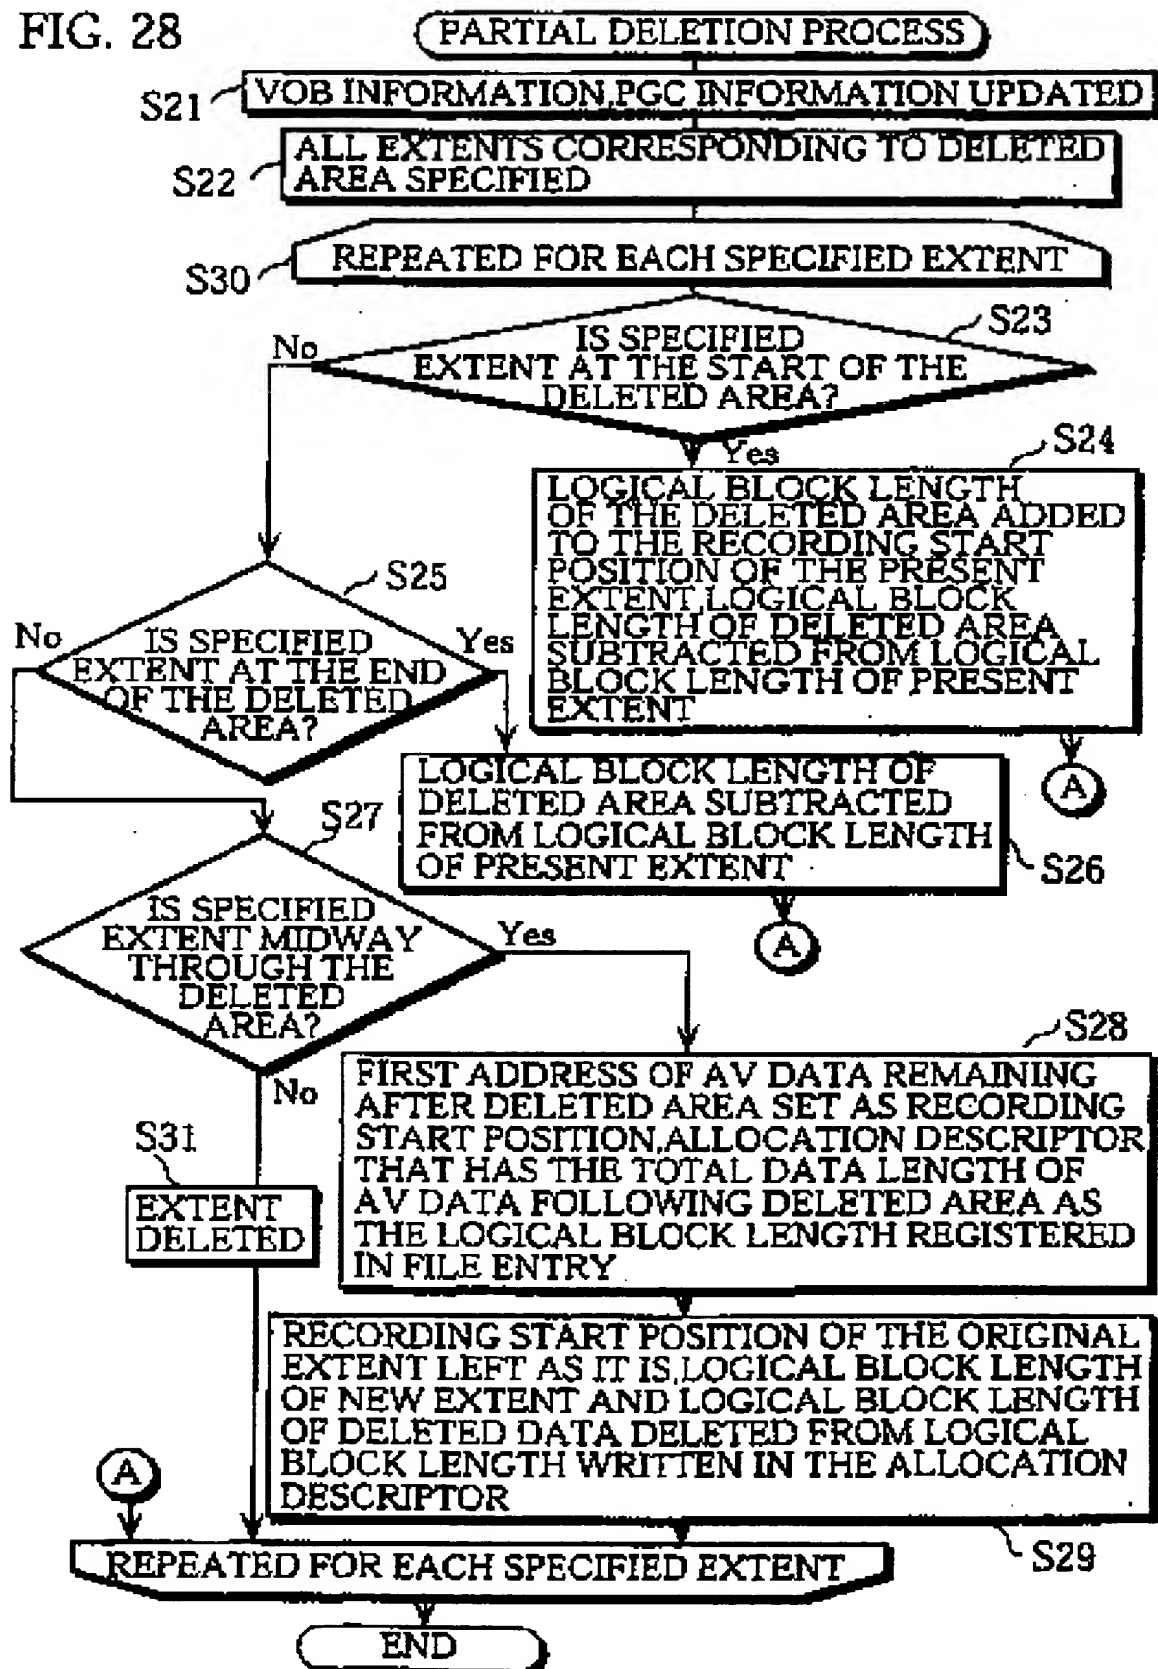 FIG. 28
PARTIAL DELETION PROCESS
S21
VOB INFORMATION,PGC INFORMATION UPDATED
S22
ALL EXTENTS CORRESPONDING TO DELETED
AREA SPECIFIED
S30
REPEATED FOR EACH SPECIFIED EXTENT
S23
IS SPECIFIED
EXTENT AT THE START OF THE
DELETED AREA?
No
Yes
S24
LOGICAL BLOCK LENGTH
OF THE DELETED AREA ADDED
TO THE RECORDING START
POSITION OF THE PRESENT
EXTENT,LOGICAL BLOCK
LENGTH OF DELETED AREA
SUBTRACTED FROM LOGICAL
BLOCK LENGTH OF PRESENT
EXTENT
A
S25
IS SPECIFIED
EXTENT AT THE END
OF THE DELETED
AREA?
No
Yes
LOGICAL BLOCK LENGTH OF
DELETED AREA SUBTRACTED
FROM LOGICAL BLOCK LENGTH
OF PRESENT EXTENT
S26
A
S27
IS SPECIFIED
EXTENT MIDWAY
THROUGH THE
DELETED
AREA?
Yes
No
S28
FIRST ADDRESS OF AV DATA REMAINING
AFTER DELETED AREA SET AS RECORDING
START POSITION,ALLOCATION DESCRIPTOR
THAT HAS THE TOTAL DATA LENGTH OF
AV DATA FOLLOWING DELETED AREA AS
THE LOGICAL BLOCK LENGTH REGISTERED
IN FILE ENTRY
S31
EXTENT
DELETED
RECORDING START POSITION OF THE ORIGINAL
EXTENT LEFT AS IT IS,LOGICAL BLOCK LENGTH
OF NEW EXTENT AND LOGICAL BLOCK LENGTH
OF DELETED DATA DELETED FROM LOGICAL
BLOCK LENGTH WRITTEN IN THE ALLOCATION
DESCRIPTOR
S29
A
REPEATED FOR EACH SPECIFIED EXTENT
END